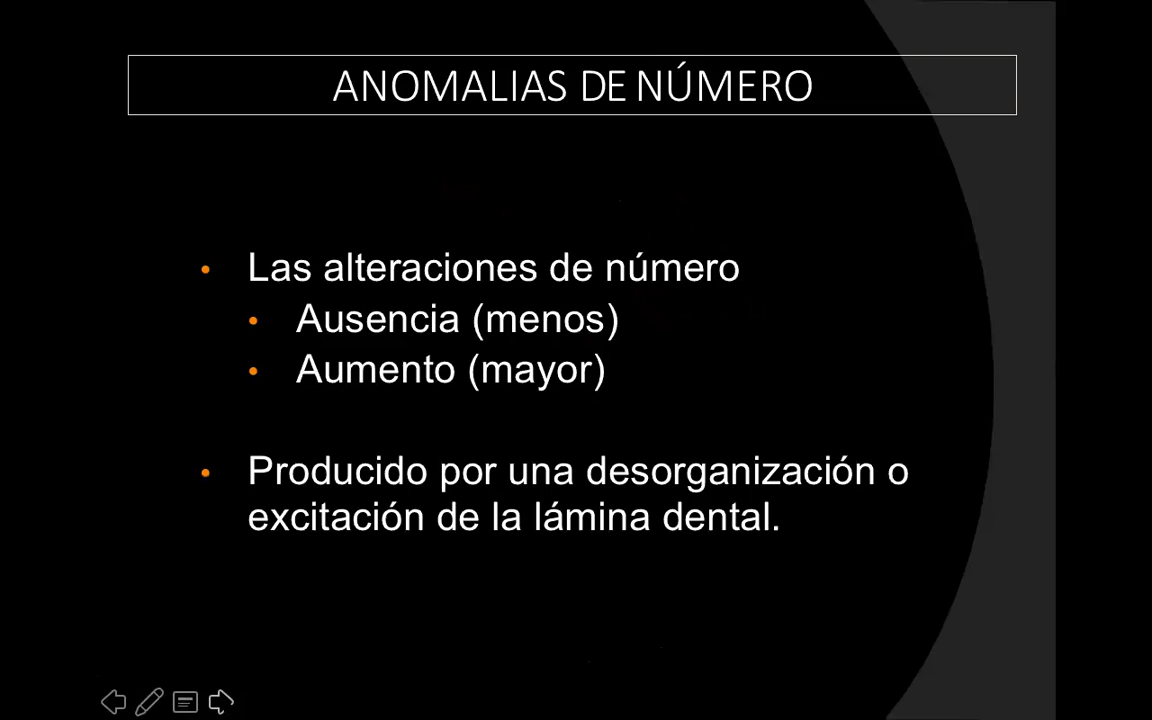 ANOMALIAS DE NÚMERO
• Las alteraciones de número
• Ausencia (menos)
• Aumento (mayor)
• Producido por una desorganización o
excitación de la lámina dental.